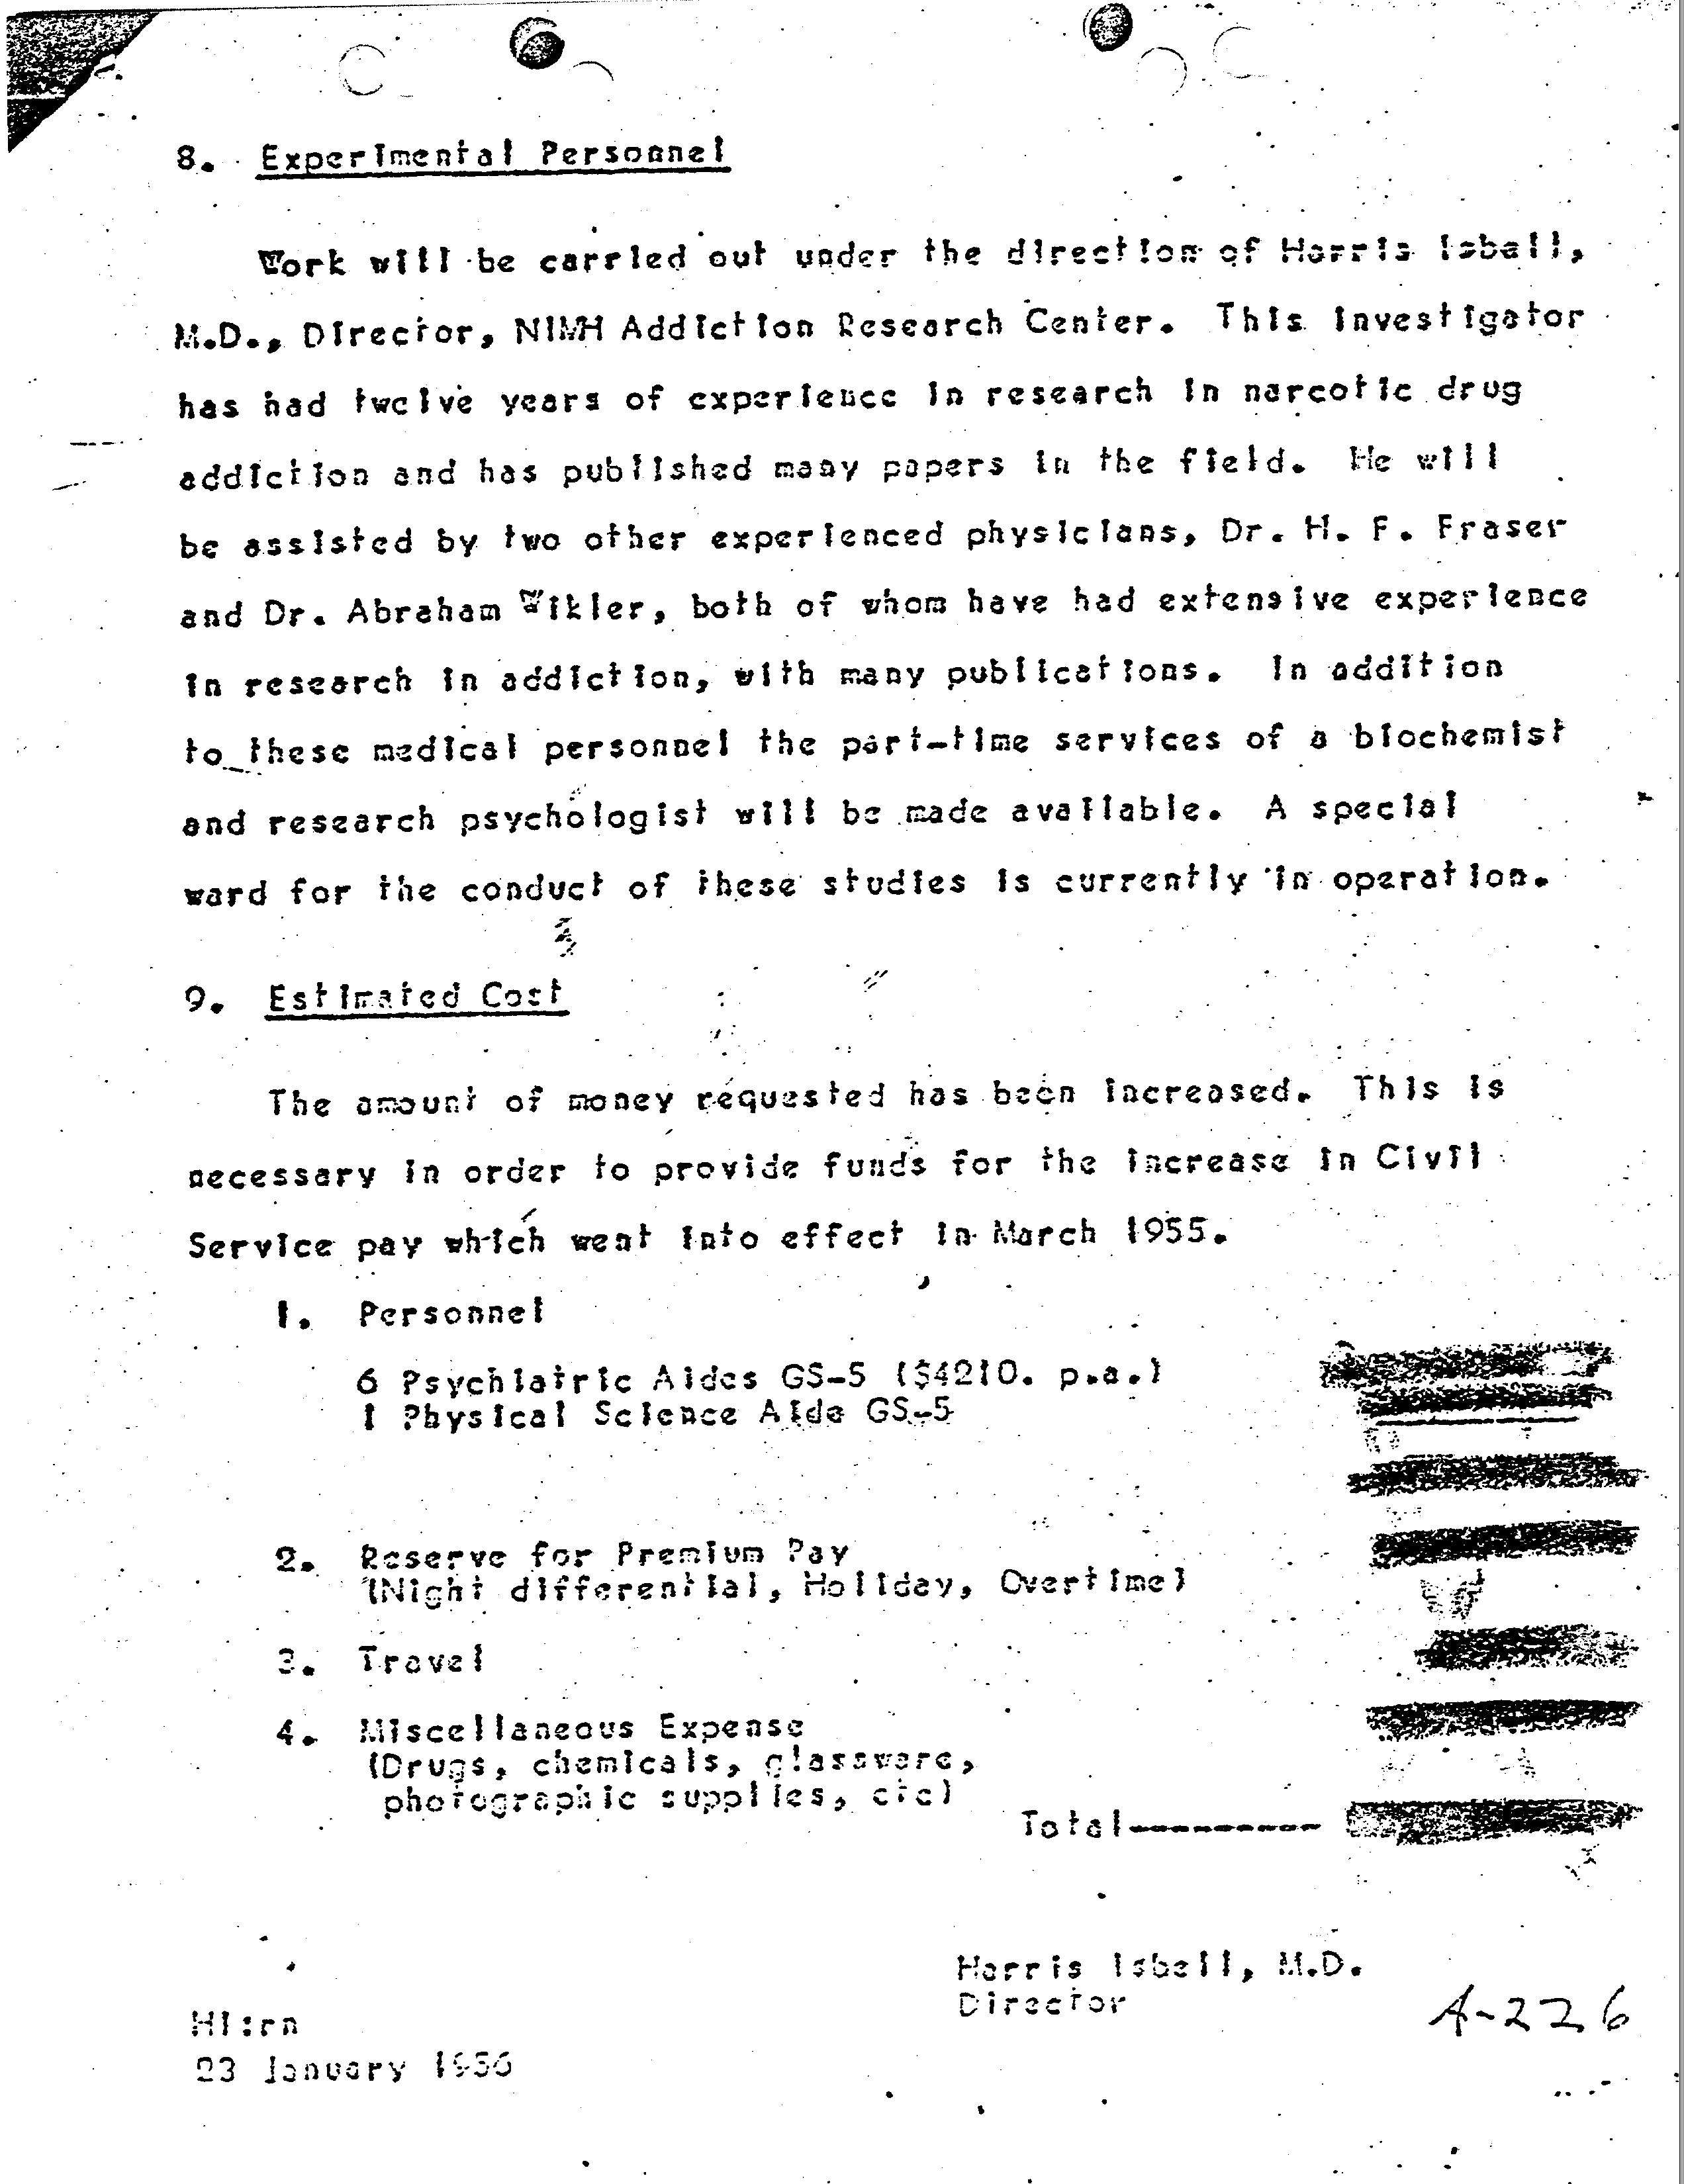 8. Experimental Personnel
Work will be carried out under the direction of Harris Isbell,
M.D., Director, NIMH Addiction Research Center. This investigator
has had twelve years of experience in research in narcotic drug
addiction and has published many papers in the field. He will
be assisted by two other experienced physicians, Dr. H. F. Fraser
and Dr. Abraham Wikler, both of whom have had extensive experience
in research in addiction, with many publications. In addition
to these medical personnel the part-time services of a biochemist
and research psychologist will be made available. A special
ward for the conduct of these studies is currently in operation.
9. Estimated Cost
The amount of money requested has been increased. This is
necessary in order to provide funds for the increase in Civil
Service pay which went into effect in March 1955.
1. Personnel
6 Psychiatric Aides GS-5 ($4210. p.a.)
1 Physical Science Aide GS-5
2. Reserve for Premium Pay
(Night differential, Holiday, Overtime)
3. Travel
4. Miscellaneous Expense
(Drugs, chemicals, glassware,
photographic supplies, etc)
Total----------
Harris Isbell, M.D.
Director
A-226
HI:rn
23 January 1956